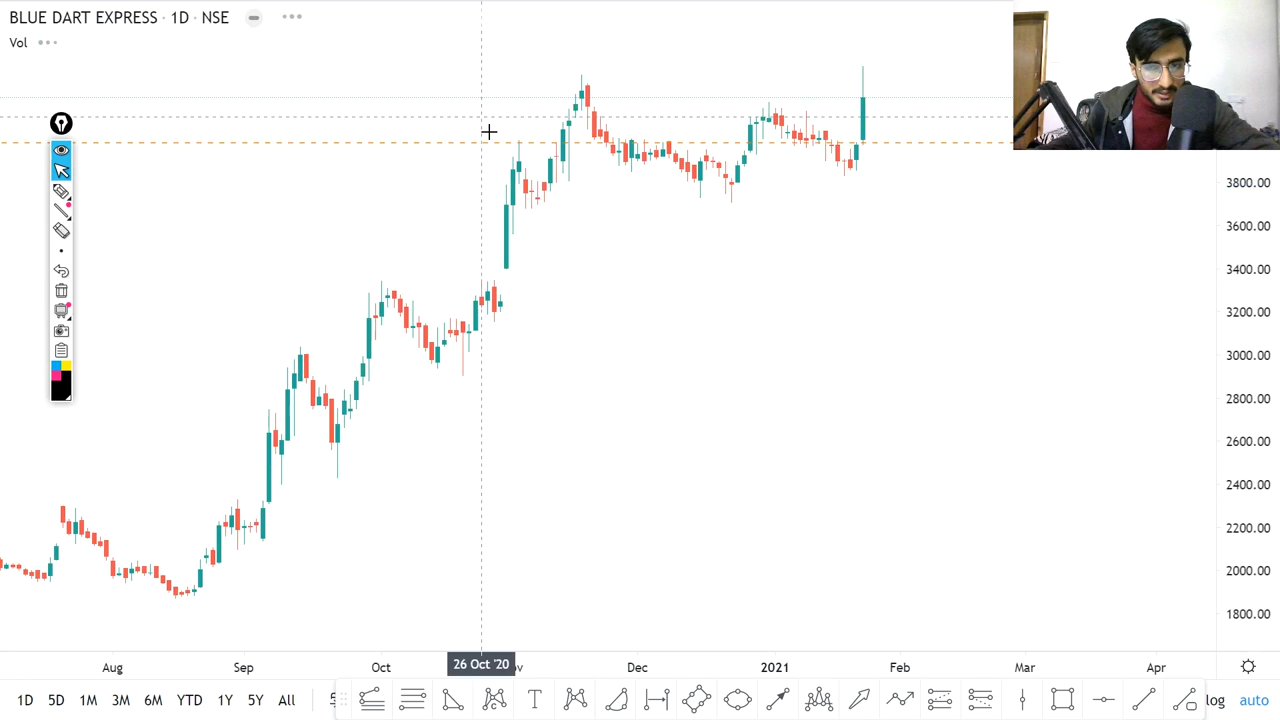 BLUE DART EXPRESS · 1D · NSE
Vol
3800.00
3600.00
3400.00
3200.00
3000.00
2800.00
2600.00
2400.00
2200.00
2000.00
1800.00
Aug Sep Oct 26 Oct '20 Dec 2021 Feb Mar Apr
1D 5D 1M 3M 6M YTD 1Y 5Y All log auto